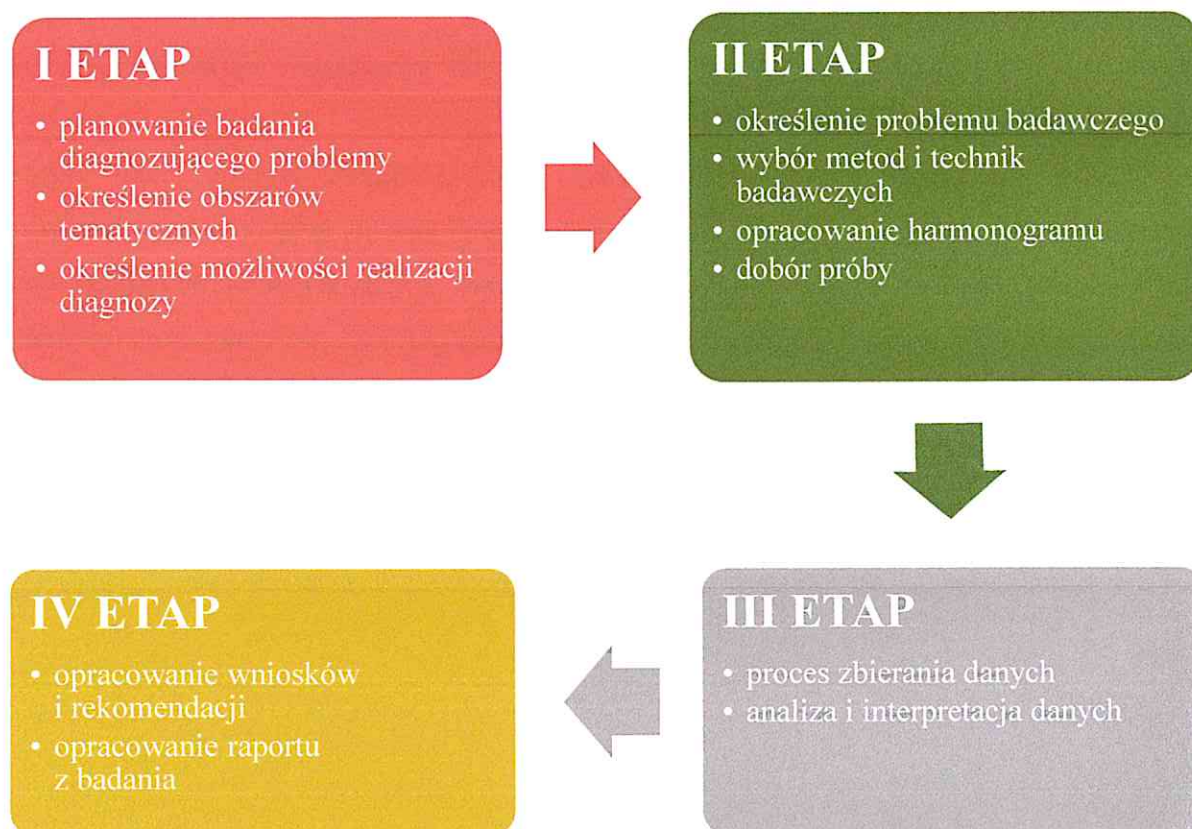 I ETAP
• planowanie badania
diagnozującego problemy
• określenie obszarów
tematycznych
• określenie możliwości realizacji
diagnozy
II ETAP
• określenie problemu badawczego
• wybór metod i technik
badawczych
• opracowanie harmonogramu
• dobór próby
III ETAP
• proces zbierania danych
• analiza i interpretacja danych
IV ETAP
• opracowanie wniosków
i rekomendacji
• opracowanie raportu
z badania